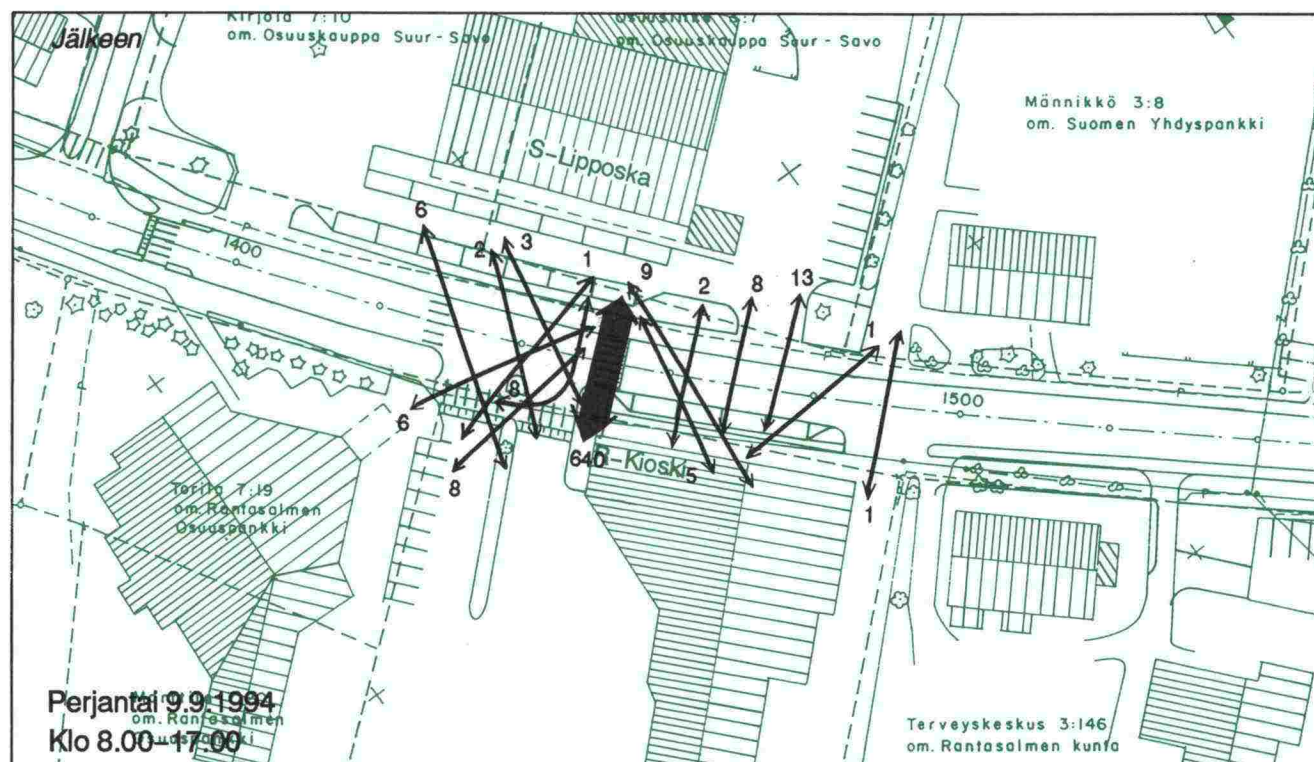 Jälkeen
Kirjola 7:10
om. Osuuskauppa Suur-Savo
om. Osuuskauppa Suur-Savo
Männikkö 3:8
om. Suomen Yhdyspankki
S-Lipposka
6
2
3
1
9
2
8
13
1
1400
1500
8
6
8
640
R-Kioski
5
1
Torila 7:19
om. Rantasalmen
Osuuspankki
Perjantai 9.9.1994
om. Rantasalmen
Klo 8.00-17.00
Osuuspankki
Terveyskeskus 3:146
om. Rantasalmen kunta